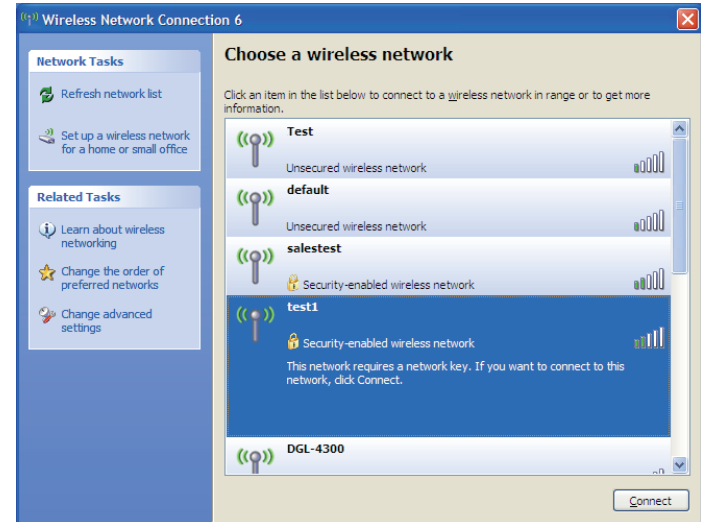 Wireless Network Connection 6
Network Tasks
Refresh network list
Set up a wireless network
for a home or small office
Related Tasks
Learn about wireless
networking
Change the order of
preferred networks
Change advanced
settings
Choose a wireless network
Click an item in the list below to connect to a wireless network in range or to get more
information.
Test
Unsecured wireless network
default
Unsecured wireless network
salestest
Security-enabled wireless network
test1
Security-enabled wireless network
This network requires a network key. If you want to connect to this
network, click Connect.
DGL-4300
Connect